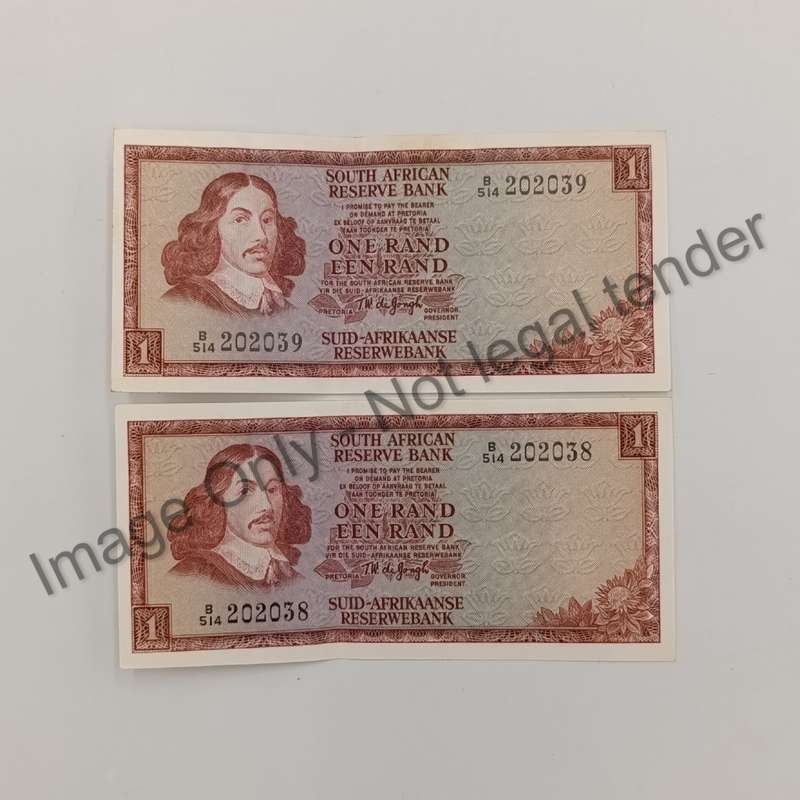 SOUTH AFRICAN
RESERVE BANK
B
514 202039
1
I PROMISE TO PAY THE BEARER
ON DEMAND AT PRETORIA
EK BELOOF OP AANVRAAG TE BETAAL
AAN TOONDER TE PRETORIA
ONE RAND
EEN RAND
FOR THE SOUTH AFRICAN RESERVE BANK
VIR DIE SUID-AFRIKAANSE RESERWEBANK
PRETORIA T.W. de Jongh GOVERNOR
PRESIDENT
1
B
514 202039
SUID-AFRIKAANSE
RESERWEBANK
SOUTH AFRICAN
RESERVE BANK
B
514 202038
1
I PROMISE TO PAY THE BEARER
ON DEMAND AT PRETORIA
EK BELOOF OP AANVRAAG TE BETAAL
AAN TOONDER TE PRETORIA
ONE RAND
EEN RAND
FOR THE SOUTH AFRICAN RESERVE BANK
VIR DIE SUID-AFRIKAANSE RESERWEBANK
PRETORIA T.W. de Jongh GOVERNOR
PRESIDENT
1
B
514 202038
SUID-AFRIKAANSE
RESERWEBANK
Image Only - Not legal tender